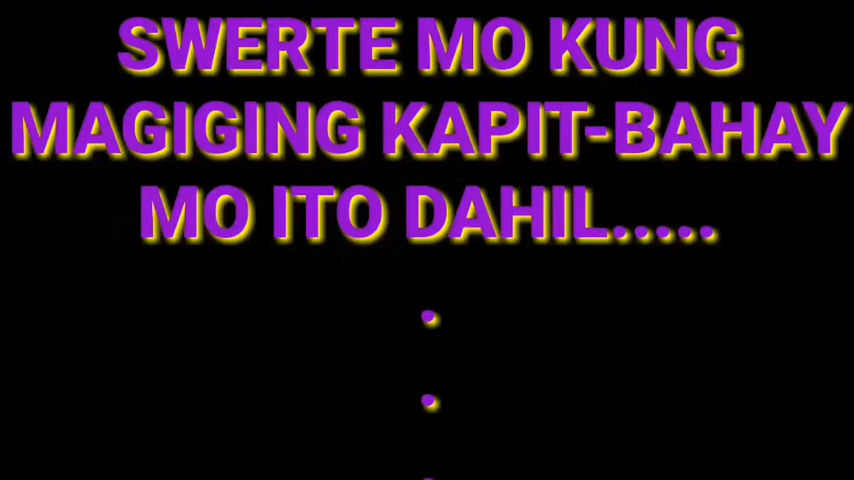 SWERTE MO KUNG
MAGIGING KAPIT-BAHAY
MO ITO DAHIL.....
.
.